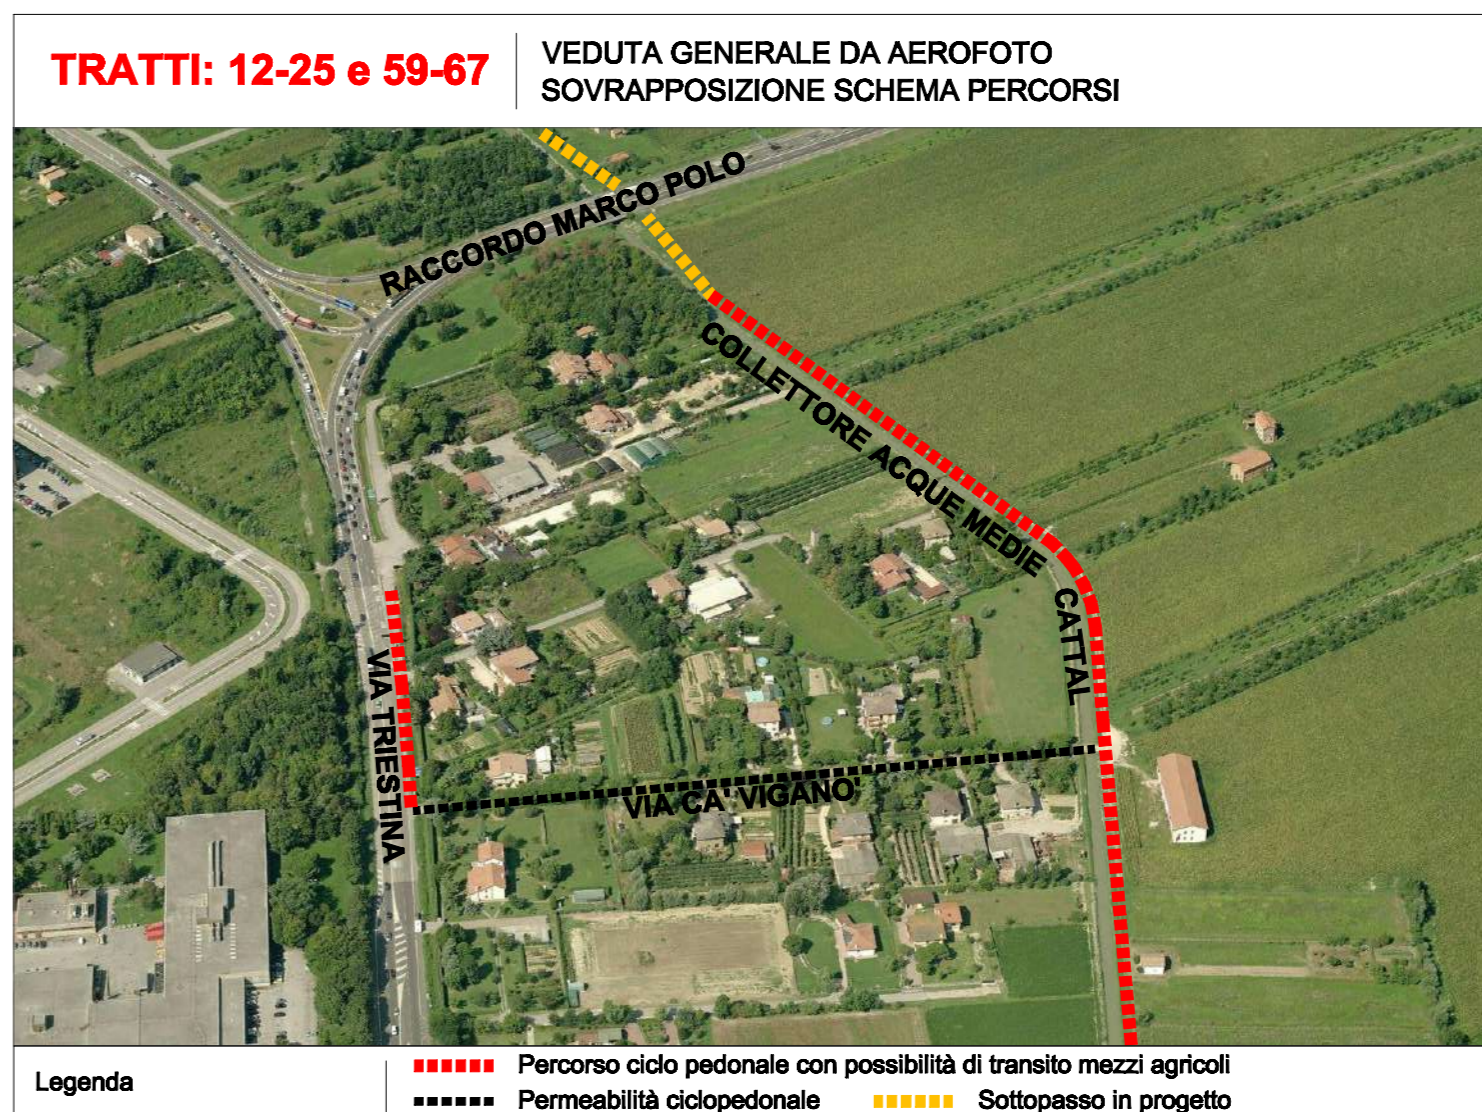 TRATTI: 12-25 e 59-67
VEDUTA GENERALE DA AEROFOTO
SOVRAPPOSIZIONE SCHEMA PERCORSI
RACCORDO MARCO POLO
COLLETTORE ACQUE MEDIE
CATTAL
VIA TRIESTINA
VIA CA' VIGANO'
Legenda
Percorso ciclo pedonale con possibilità di transito mezzi agricoli
Permeabilità ciclopedonale
Sottopasso in progetto